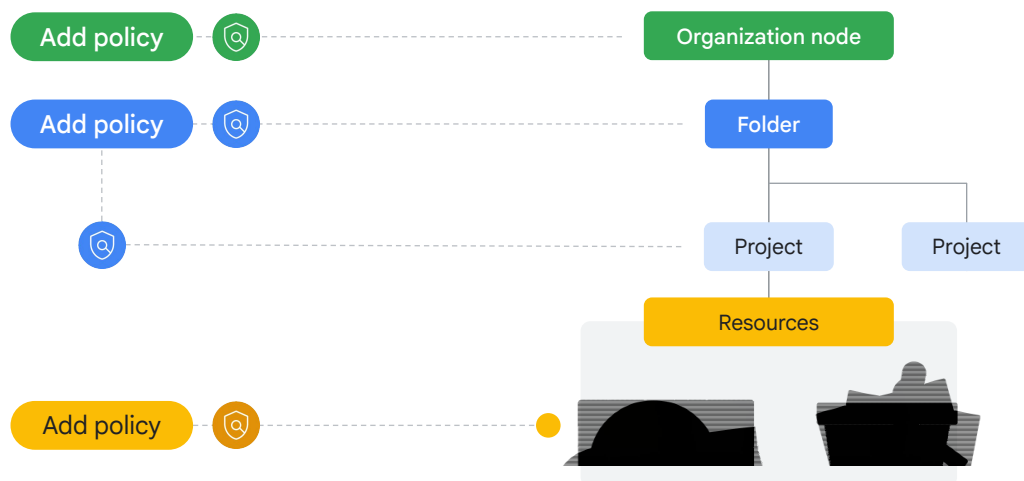 Add policy
Organization node
Add policy
Folder
Project
Project
Resources
Add policy